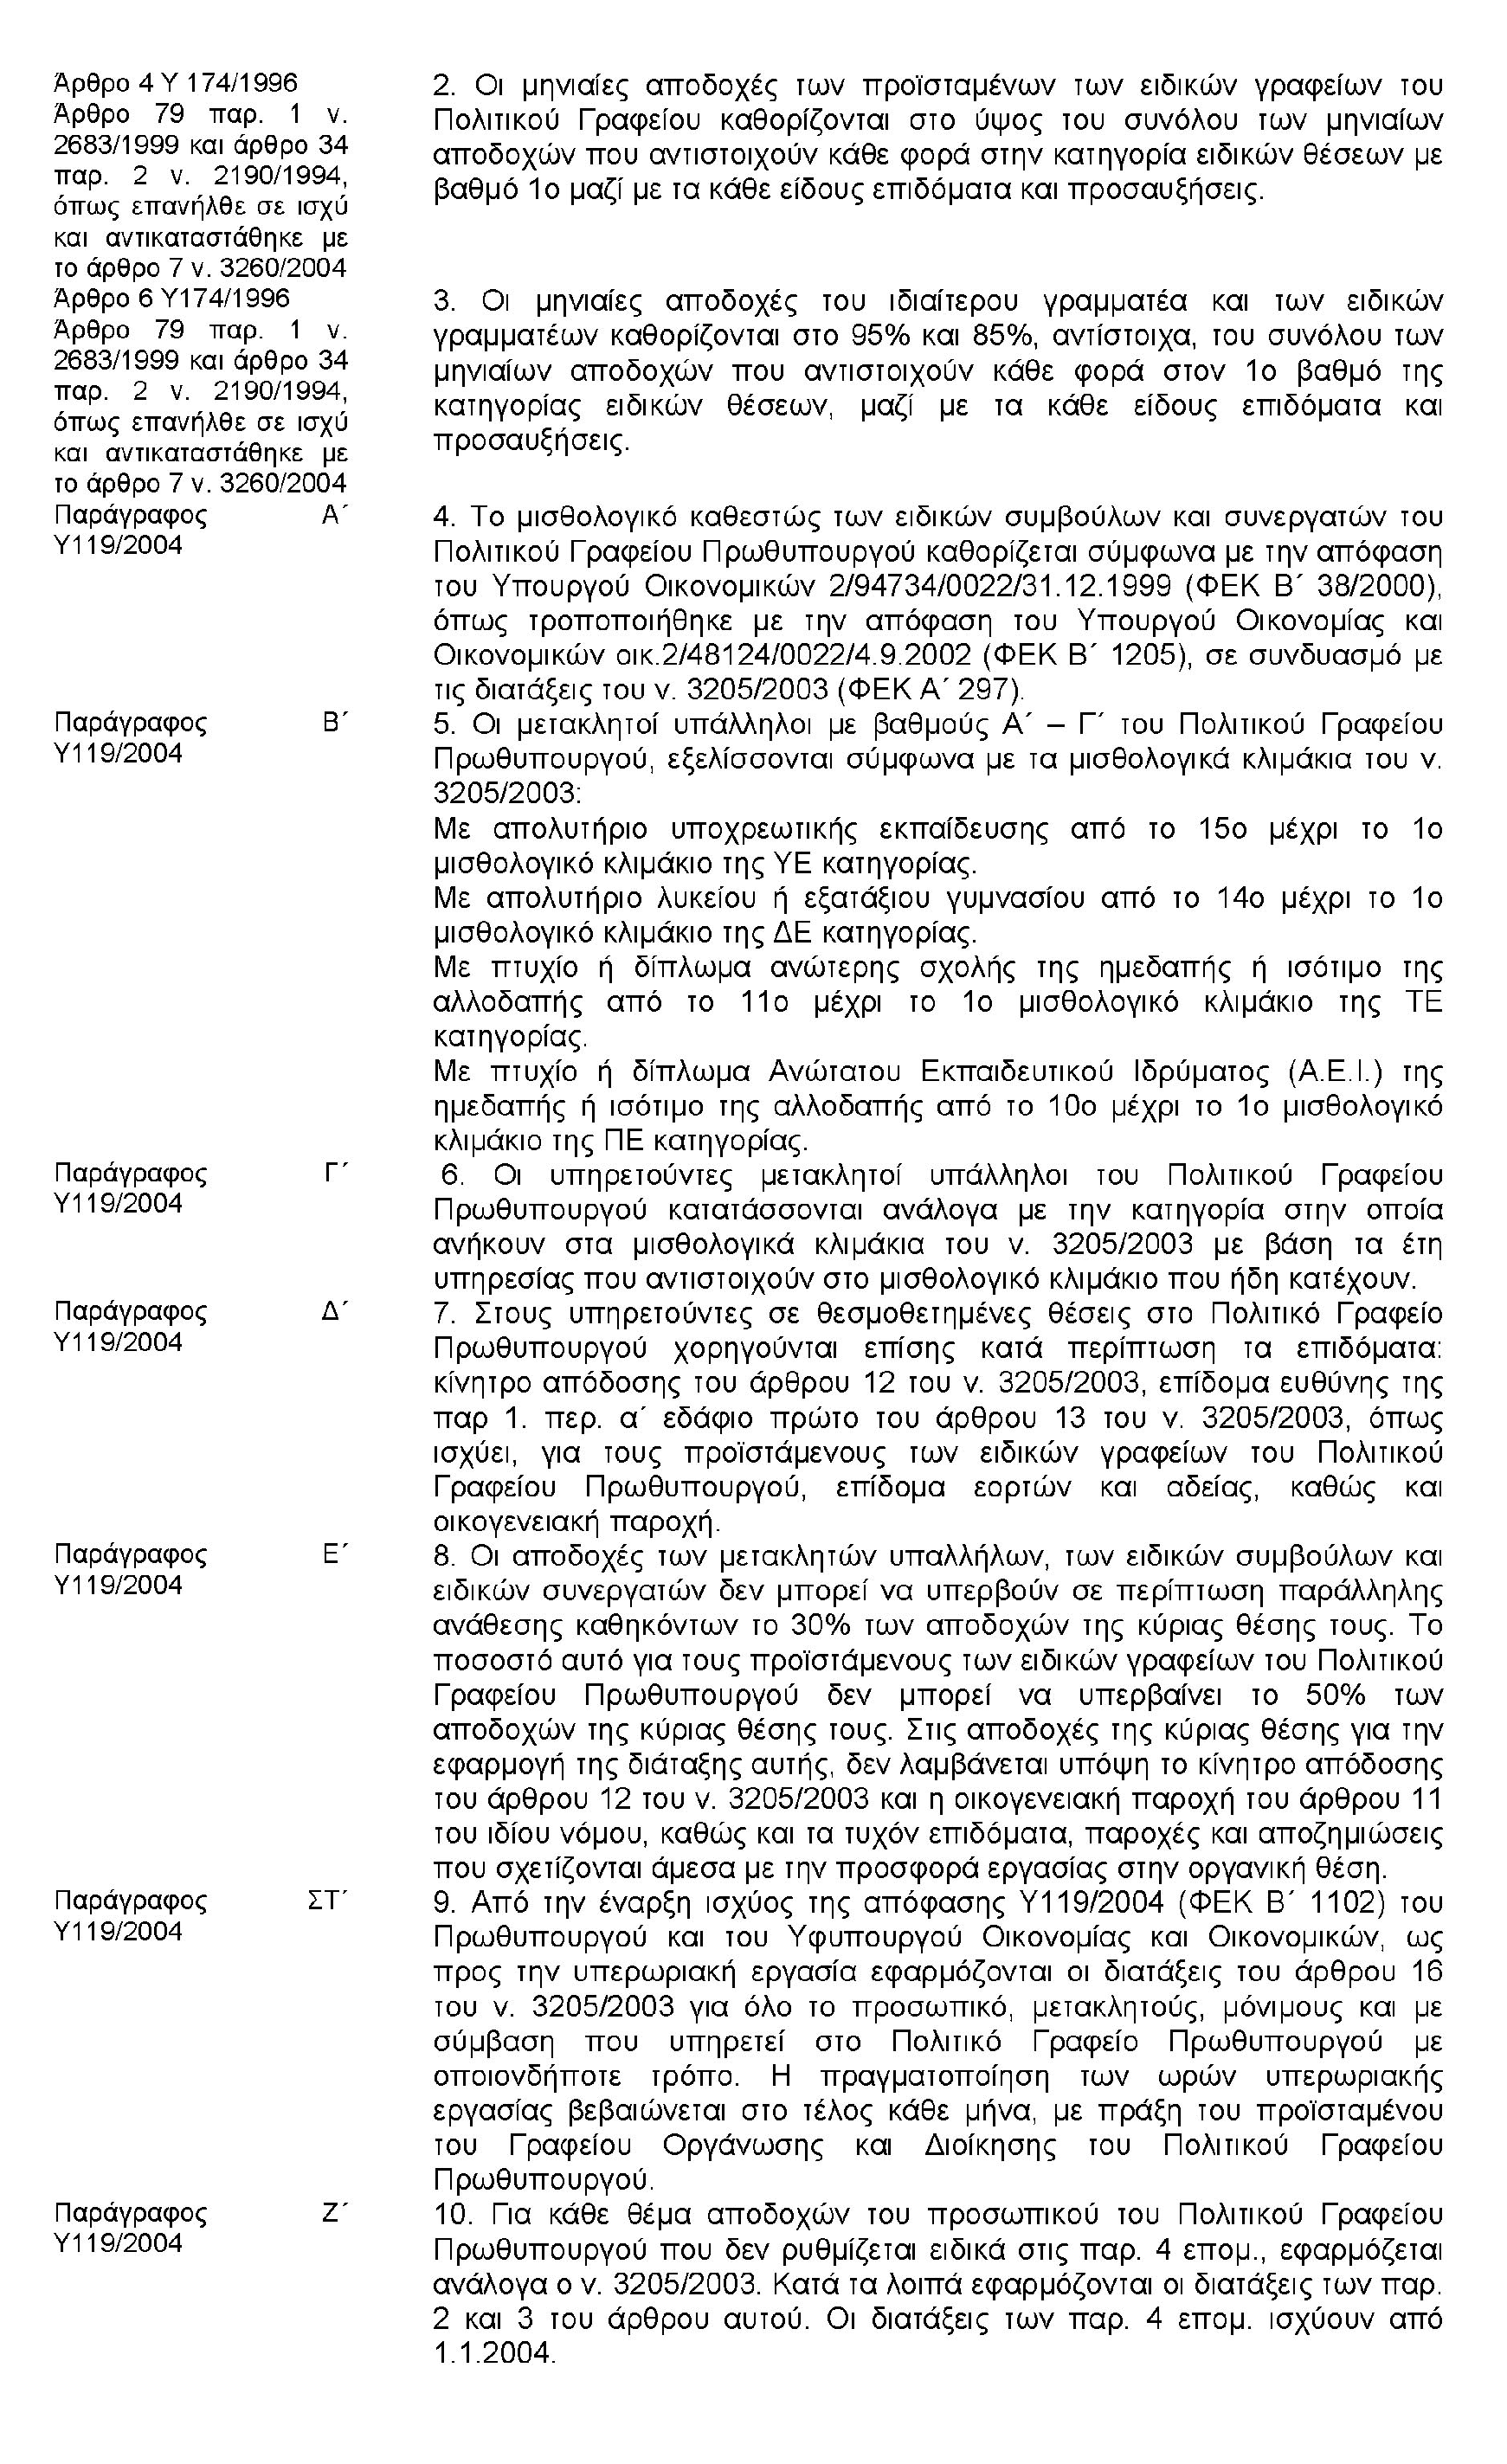 Άρθρο 4 Υ 174/1996
Άρθρο 79 παρ. 1 ν.
2683/1999 και άρθρο 34
παρ. 2 ν. 2190/1994,
όπως επανήλθε σε ισχύ
και αντικαταστάθηκε με
το άρθρο 7 ν. 3260/2004
2. Οι μηνιαίες αποδοχές των προϊσταμένων των ειδικών γραφείων του
Πολιτικού Γραφείου καθορίζονται στο ύψος του συνόλου των μηνιαίων
αποδοχών που αντιστοιχούν κάθε φορά στην κατηγορία ειδικών θέσεων με
βαθμό 1ο μαζί με τα κάθε είδους επιδόματα και προσαυξήσεις.
Άρθρο 6 Υ174/1996
Άρθρο 79 παρ. 1 ν.
2683/1999 και άρθρο 34
παρ. 2 ν. 2190/1994,
όπως επανήλθε σε ισχύ
και αντικαταστάθηκε με
το άρθρο 7 ν. 3260/2004
3. Οι μηνιαίες αποδοχές του ιδιαίτερου γραμματέα και των ειδικών
γραμματέων καθορίζονται στο 95% και 85%, αντίστοιχα, του συνόλου των
μηνιαίων αποδοχών που αντιστοιχούν κάθε φορά στον 1ο βαθμό της
κατηγορίας ειδικών θέσεων, μαζί με τα κάθε είδους επιδόματα και
προσαυξήσεις.
Παράγραφος Α΄
Υ119/2004
4. Το μισθολογικό καθεστώς των ειδικών συμβούλων και συνεργατών του
Πολιτικού Γραφείου Πρωθυπουργού καθορίζεται σύμφωνα με την απόφαση
του Υπουργού Οικονομικών 2/94734/0022/31.12.1999 (ΦΕΚ Β΄ 38/2000),
όπως τροποποιήθηκε με την απόφαση του Υπουργού Οικονομίας και
Οικονομικών οικ.2/48124/0022/4.9.2002 (ΦΕΚ Β΄ 1205), σε συνδυασμό με
τις διατάξεις του ν. 3205/2003 (ΦΕΚ Α΄ 297).
Παράγραφος Β΄
Υ119/2004
5. Οι μετακλητοί υπάλληλοι με βαθμούς Α΄ – Γ΄ του Πολιτικού Γραφείου
Πρωθυπουργού, εξελίσσονται σύμφωνα με τα μισθολογικά κλιμάκια του ν.
3205/2003:
Με απολυτήριο υποχρεωτικής εκπαίδευσης από το 15ο μέχρι το 1ο
μισθολογικό κλιμάκιο της ΥΕ κατηγορίας.
Με απολυτήριο λυκείου ή εξατάξιου γυμνασίου από το 14ο μέχρι το 1ο
μισθολογικό κλιμάκιο της ΔΕ κατηγορίας.
Με πτυχίο ή δίπλωμα ανώτερης σχολής της ημεδαπής ή ισότιμο της
αλλοδαπής από το 11ο μέχρι το 1ο μισθολογικό κλιμάκιο της ΤΕ
κατηγορίας.
Με πτυχίο ή δίπλωμα Ανώτατου Εκπαιδευτικού Ιδρύματος (Α.Ε.Ι.) της
ημεδαπής ή ισότιμο της αλλοδαπής από το 10ο μέχρι το 1ο μισθολογικό
κλιμάκιο της ΠΕ κατηγορίας.
Παράγραφος Γ΄
Υ119/2004
6. Οι υπηρετούντες μετακλητοί υπάλληλοι του Πολιτικού Γραφείου
Πρωθυπουργού κατατάσσονται ανάλογα με την κατηγορία στην οποία
ανήκουν στα μισθολογικά κλιμάκια του ν. 3205/2003 με βάση τα έτη
υπηρεσίας που αντιστοιχούν στο μισθολογικό κλιμάκιο που ήδη κατέχουν.
Παράγραφος Δ΄
Υ119/2004
7. Στους υπηρετούντες σε θεσμοθετημένες θέσεις στο Πολιτικό Γραφείο
Πρωθυπουργού χορηγούνται επίσης κατά περίπτωση τα επιδόματα:
κίνητρο απόδοσης του άρθρου 12 του ν. 3205/2003, επίδομα ευθύνης της
παρ 1. περ. α΄ εδάφιο πρώτο του άρθρου 13 του ν. 3205/2003, όπως
ισχύει, για τους προϊστάμενους των ειδικών γραφείων του Πολιτικού
Γραφείου Πρωθυπουργού, επίδομα εορτών και αδείας, καθώς και
οικογενειακή παροχή.
Παράγραφος Ε΄
Υ119/2004
8. Οι αποδοχές των μετακλητών υπαλλήλων, των ειδικών συμβούλων και
ειδικών συνεργατών δεν μπορεί να υπερβούν σε περίπτωση παράλληλης
ανάθεσης καθηκόντων το 30% των αποδοχών της κύριας θέσης τους. Το
ποσοστό αυτό για τους προϊστάμενους των ειδικών γραφείων του Πολιτικού
Γραφείου Πρωθυπουργού δεν μπορεί να υπερβαίνει το 50% των
αποδοχών της κύριας θέσης τους. Στις αποδοχές της κύριας θέσης για την
εφαρμογή της διάταξης αυτής, δεν λαμβάνεται υπόψη το κίνητρο απόδοσης
του άρθρου 12 του ν. 3205/2003 και η οικογενειακή παροχή του άρθρου 11
του ιδίου νόμου, καθώς και τα τυχόν επιδόματα, παροχές και αποζημιώσεις
που σχετίζονται άμεσα με την προσφορά εργασίας στην οργανική θέση.
Παράγραφος ΣΤ΄
Υ119/2004
9. Από την έναρξη ισχύος της απόφασης Υ119/2004 (ΦΕΚ Β΄ 1102) του
Πρωθυπουργού και του Υφυπουργού Οικονομίας και Οικονομικών, ως
προς την υπερωριακή εργασία εφαρμόζονται οι διατάξεις του άρθρου 16
του ν. 3205/2003 για όλο το προσωπικό, μετακλητούς, μόνιμους και με
σύμβαση που υπηρετεί στο Πολιτικό Γραφείο Πρωθυπουργού με
οποιονδήποτε τρόπο. Η πραγματοποίηση των ωρών υπερωριακής
εργασίας βεβαιώνεται στο τέλος κάθε μήνα, με πράξη του προϊσταμένου
του Γραφείου Οργάνωσης και Διοίκησης του Πολιτικού Γραφείου
Πρωθυπουργού.
Παράγραφος Ζ΄
Υ119/2004
10. Για κάθε θέμα αποδοχών του προσωπικού του Πολιτικού Γραφείου
Πρωθυπουργού που δεν ρυθμίζεται ειδικά στις παρ. 4 επομ., εφαρμόζεται
ανάλογα ο ν. 3205/2003. Κατά τα λοιπά εφαρμόζονται οι διατάξεις των παρ.
2 και 3 του άρθρου αυτού. Οι διατάξεις των παρ. 4 επομ. ισχύουν από
1.1.2004.